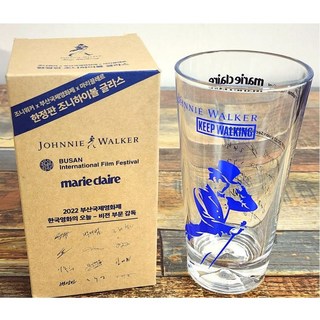 조니워커 x 부산국제영화제 x 마리끌레르
한정판 조니하이볼 글라스
JOHNNIE WALKER
BUSAN
International Film Festival
marie claire
2022 부산국제영화제
한국영화의 오늘 – 비전 부문 감독
marie claire
JOHNNIE WALKER
KEEP WALKING